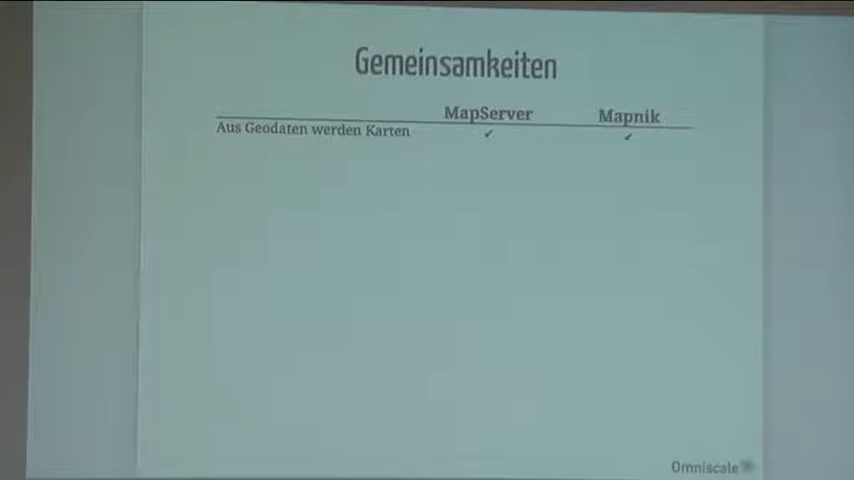 Gemeinsamkeiten
MapServer Mapnik
Aus Geodaten werden Karten ✓ ✓
Omniscale